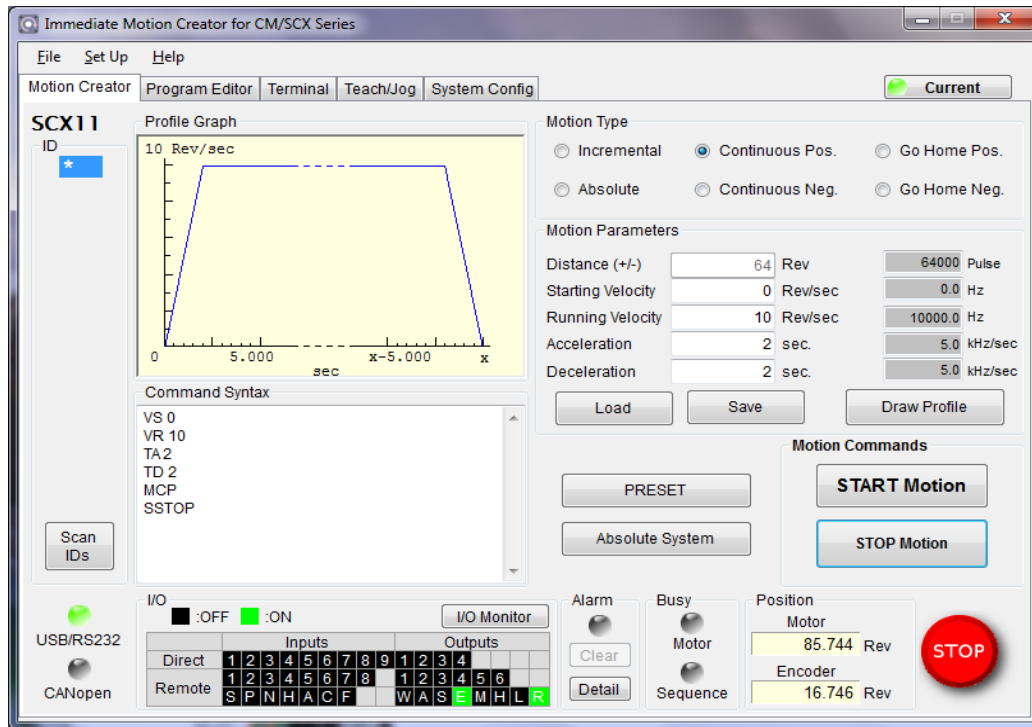 Immediate Motion Creator for CM/SCX Series
File Set Up Help
Motion Creator Program Editor Terminal Teach/Jog System Config
Current
SCX11
ID
*
Scan
IDs
Profile Graph
10 Rev/sec
0 5.000 x-5.000 x
sec
Command Syntax
VS 0
VR 10
TA 2
TD 2
MCP
SSTOP
Motion Type
Incremental Continuous Pos. Go Home Pos.
Absolute Continuous Neg. Go Home Neg.
Motion Parameters
Distance (+/-) 64 Rev 64000 Pulse
Starting Velocity 0 Rev/sec 0.0 Hz
Running Velocity 10 Rev/sec 10000.0 Hz
Acceleration 2 sec. 5.0 kHz/sec
Deceleration 2 sec. 5.0 kHz/sec
Load Save Draw Profile
PRESET
Absolute System
Motion Commands
START Motion
STOP Motion
USB/RS232
CANopen
I/O
:OFF :ON I/O Monitor
Inputs Outputs
Direct 1 2 3 4 5 6 7 8 9 1 2 3 4
Remote 1 2 3 4 5 6 7 8 1 2 3 4 5 6
S P N H A C F W A S E M H L R
Alarm
Clear
Detail
Busy
Motor
Sequence
Position
Motor
85.744 Rev
Encoder
16.746 Rev
STOP